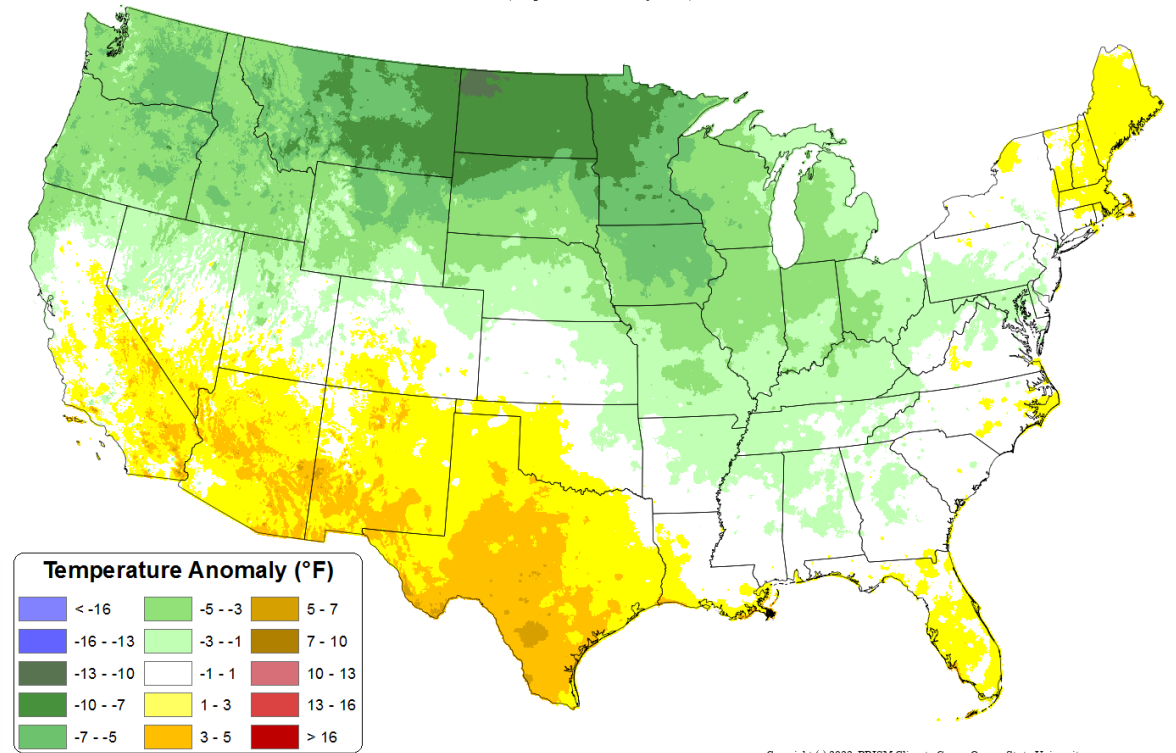 Temperature Anomaly (°F)
< -16 -5 - -3 5 - 7
-16 - -13 -3 - -1 7 - 10
-13 - -10 -1 - 1 10 - 13
-10 - -7 1 - 3 13 - 16
-7 - -5 3 - 5 > 16